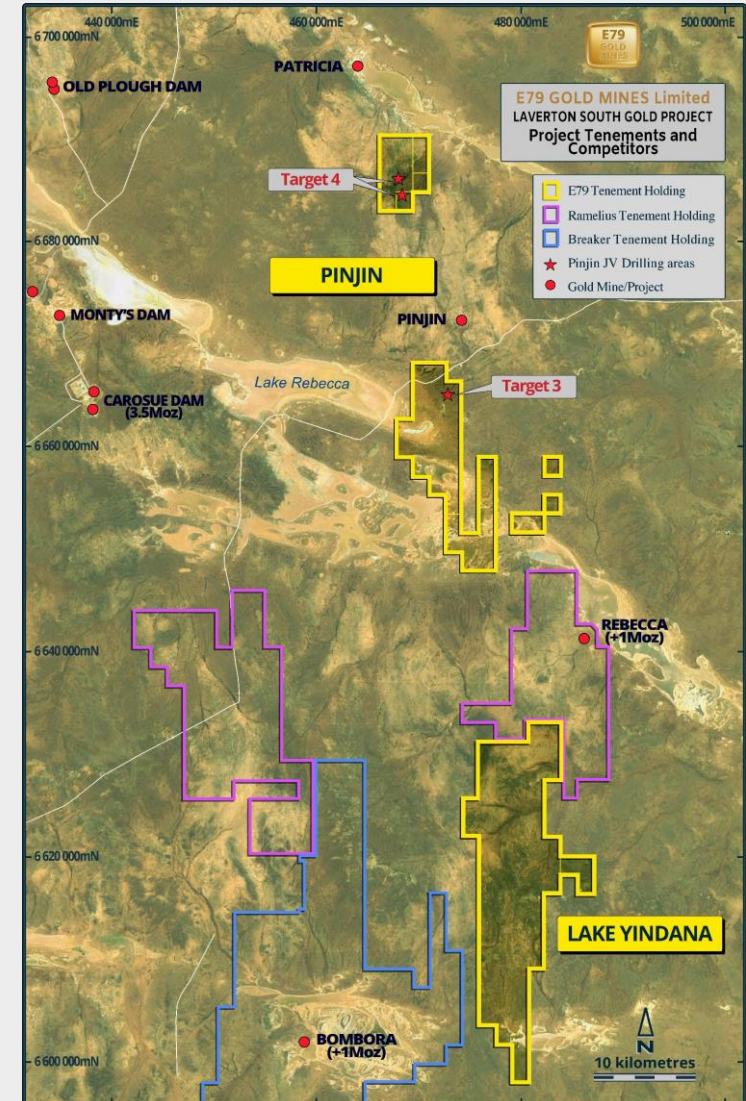 440 000mE
460 000mE
480 000mE
500 000mE
6 700 000mN
E79
GOLD
MINES
PATRICIA
OLD PLOUGH DAM
E79 GOLD MINES Limited
LAVERTON SOUTH GOLD PROJECT
Project Tenements and
Competitors
Target 4
E79 Tenement Holding
Ramelius Tenement Holding
Breaker Tenement Holding
Pinjin JV Drilling areas
Gold Mine/Project
6 680 000mN
PINJIN
MONTY'S DAM
PINJIN
Lake Rebecca
Target 3
CAROSUE DAM
(3.5Moz)
6 660 000mN
REBECCA
(+1Moz)
6 640 000mN
6 620 000mN
LAKE YINDANA
BOMBORA
(+1Moz)
N
10 kilometres
6 600 000mN